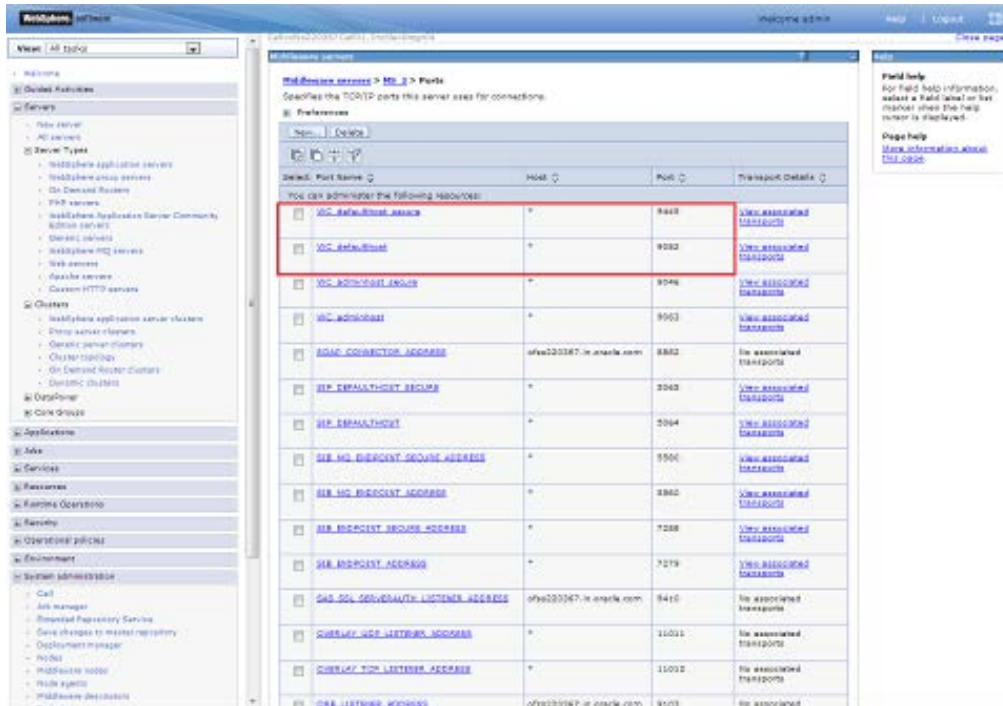 WebSphere software
Welcome admin
Help | Logout
Close page
View: All tasks
Welcome
Guided Activities
Servers
New server
All servers
Server Types
WebSphere application servers
WebSphere proxy servers
On Demand Routers
PHP servers
WebSphere Application Server Community Edition servers
Generic servers
WebSphere MQ servers
Web servers
Apache servers
Custom HTTP servers
Clusters
WebSphere application server clusters
Proxy server clusters
Generic server clusters
Cluster topology
On Demand Router clusters
Dynamic clusters
DataPower
Core Groups
Applications
Jobs
Services
Resources
Runtime Operations
Security
Operational policies
Environment
System administration
Cell
Job manager
Extended Repository Service
Save changes to master repository
Deployment manager
Nodes
Middleware nodes
Node agents
Middleware descriptors
Middleware servers
Middleware servers > MS_2 > Ports
Specifies the TCP/IP ports this server uses for connections.
Preferences
New... Delete
Select Port Name Host Port Transport Details
You can administer the following resources:
WC_defaulthost_secure *
View associated transports
WC_defaulthost *
View associated transports
WC_adminhost_secure *
View associated transports
WC_adminhost *
View associated transports
SOAP_CONNECTOR_ADDRESS
No associated transports
SIP_DEFAULTHOST_SECURE *
View associated transports
SIP_DEFAULTHOST *
View associated transports
SIB_MQ_ENDPOINT_SECURE_ADDRESS *
View associated transports
SIB_MQ_ENDPOINT_ADDRESS *
View associated transports
SIB_ENDPOINT_SECURE_ADDRESS *
View associated transports
SIB_ENDPOINT_ADDRESS *
View associated transports
SAS_SSL_SERVERAUTH_LISTENER_ADDRESS
No associated transports
OVERLAY_UDP_LISTENER_ADDRESS * 11011
No associated transports
OVERLAY_TCP_LISTENER_ADDRESS * 11012
No associated transports
ORB_LISTENER_ADDRESS
No associated
Help
Field help
For field help information, select a field label or list marker when the help cursor is displayed.
Page help
More information about this page